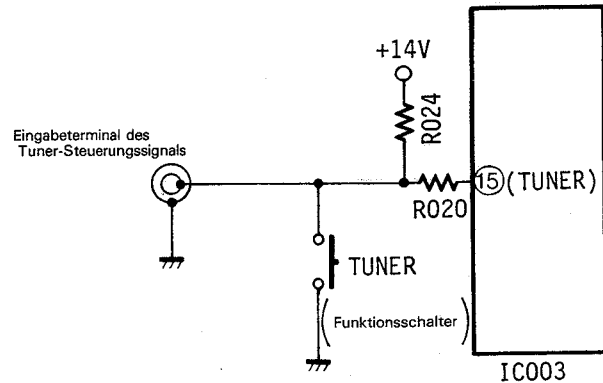 +14V
R024
Eingabeterminal des
Tuner-Steuerungssignals
15 (TUNER)
R020
TUNER
(Funktionsschalter)
IC003